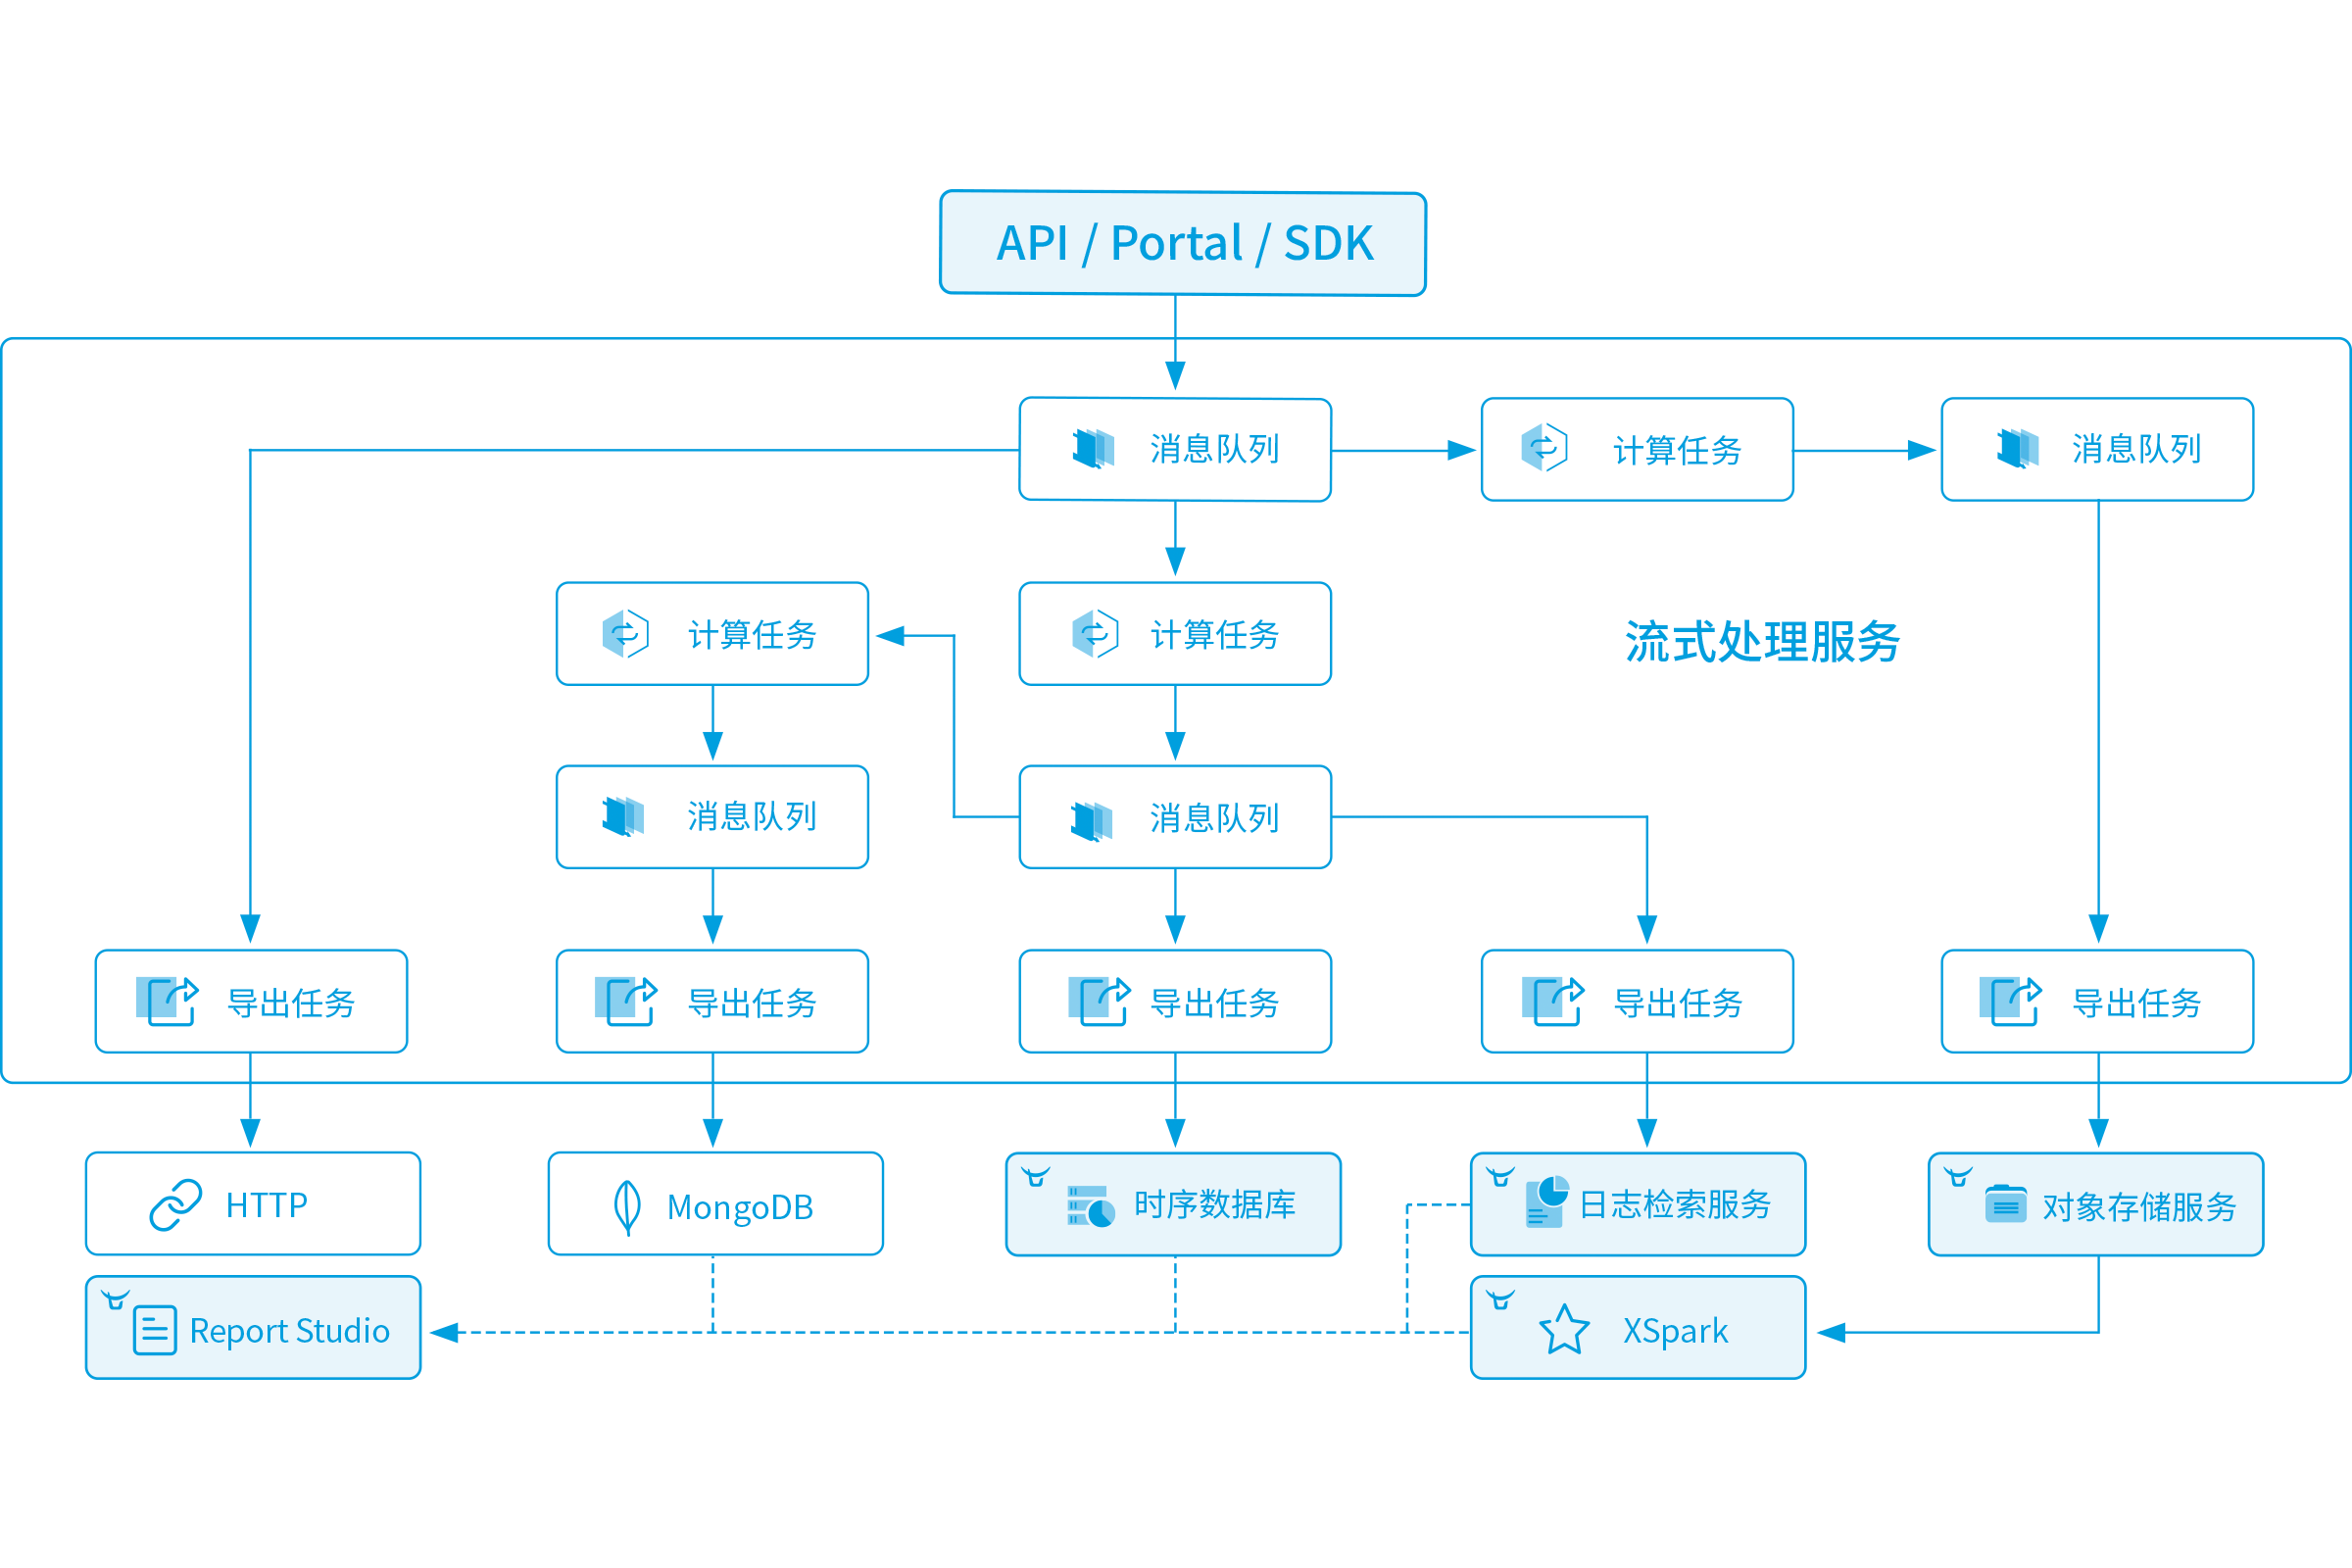 API / Portal / SDK
消息队列
计算任务
消息队列
计算任务
计算任务
流式处理服务
消息队列
消息队列
导出任务
导出任务
导出任务
导出任务
导出任务
HTTP
MongoDB
时序数据库
日志检索服务
对象存储服务
Report Studio
XSpark